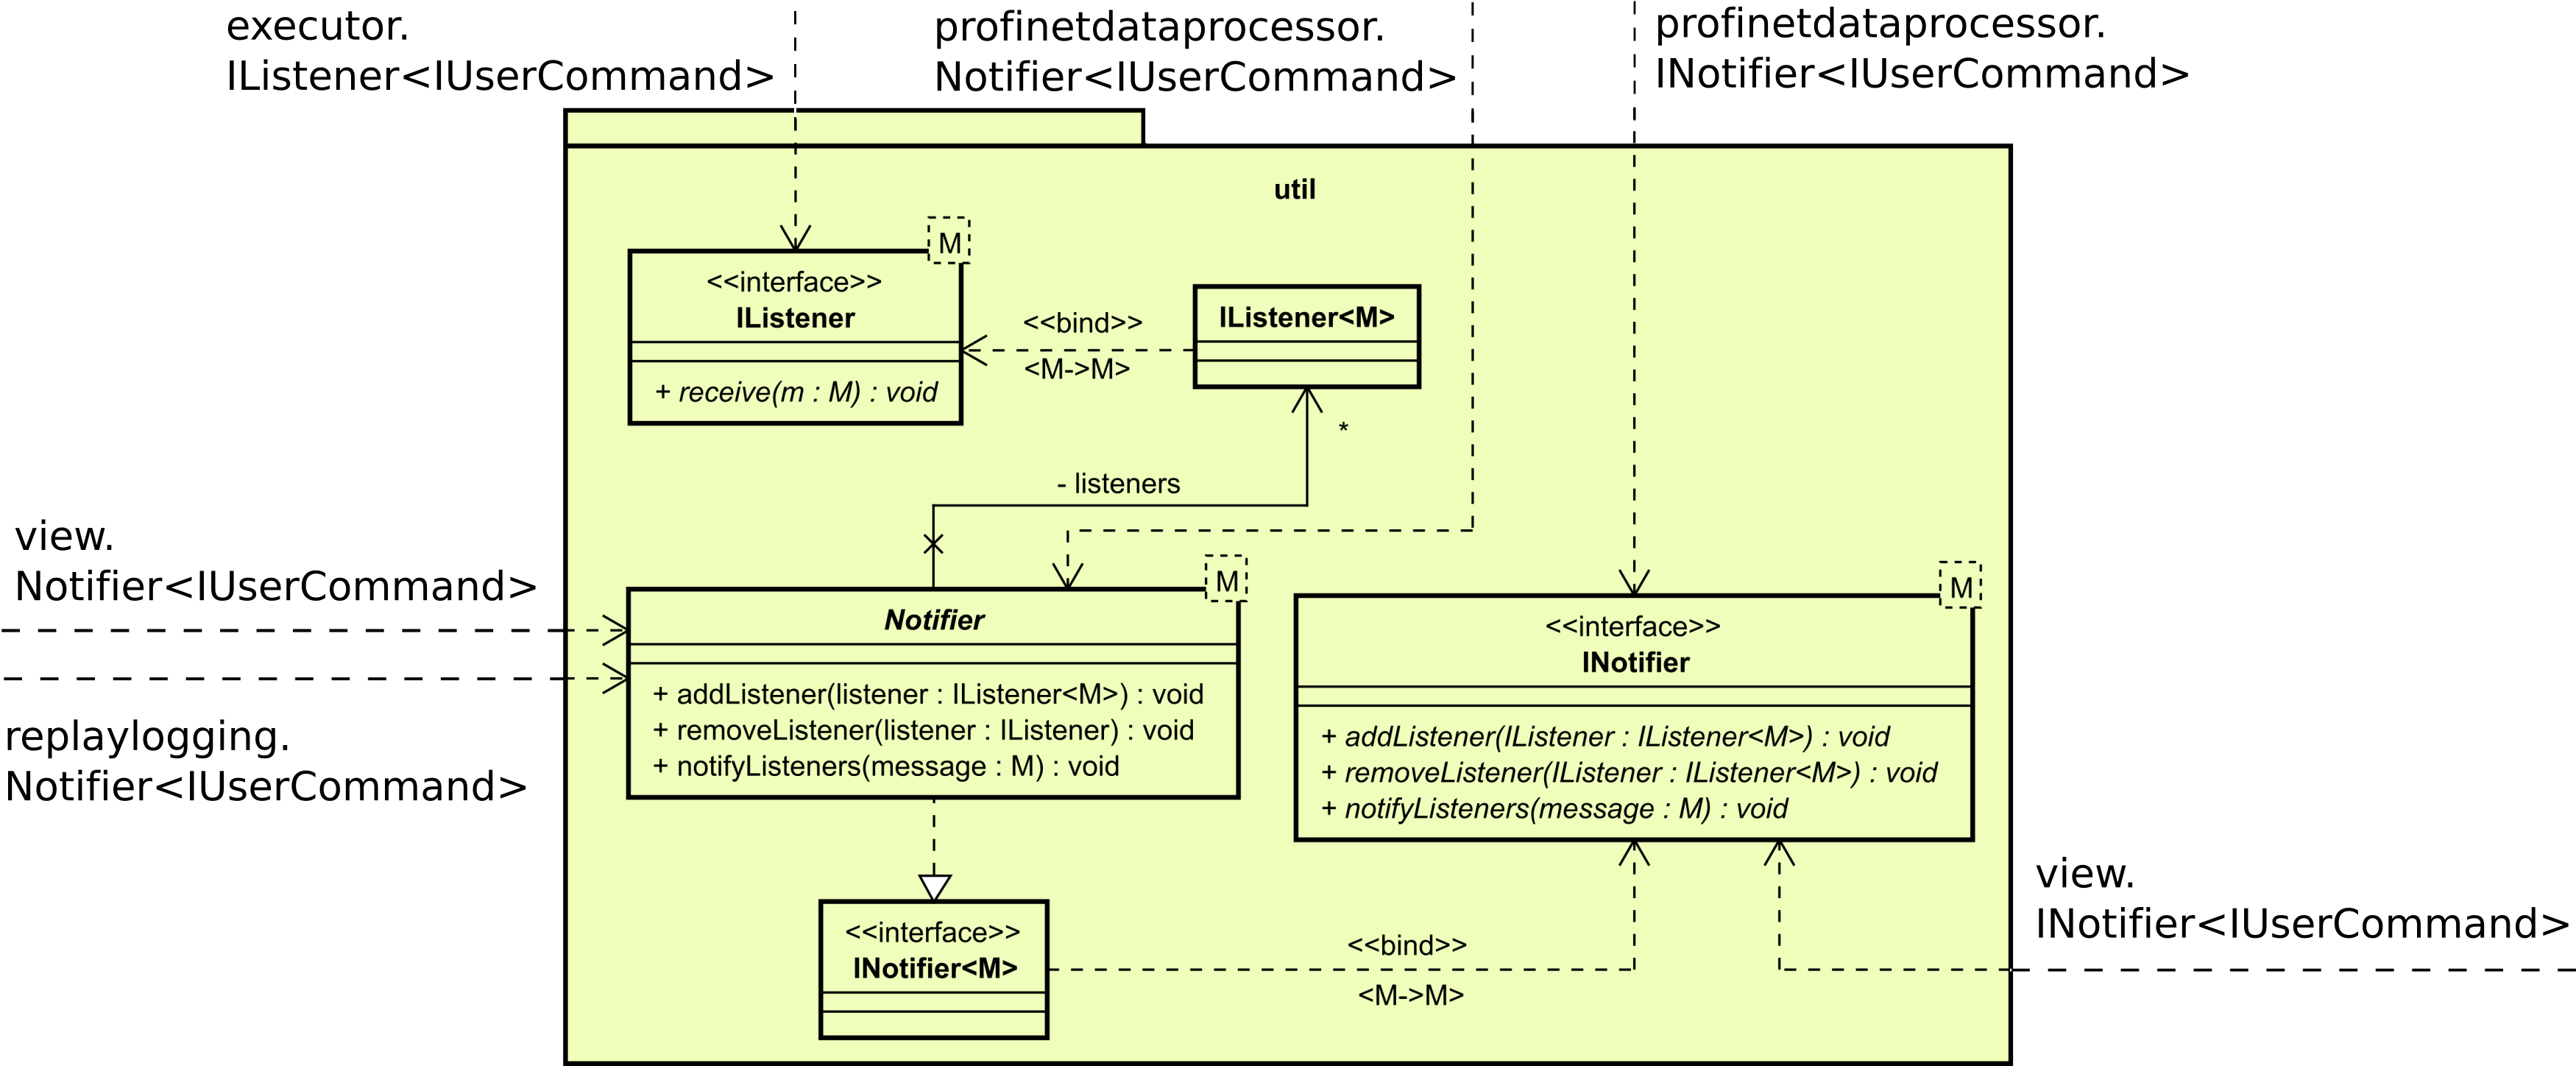 executor.
IListener<IUserCommand>
profinetdataprocessor.
Notifier<IUserCommand>
profinetdataprocessor.
INotifier<IUserCommand>
util
M
<<interface>>
IListener
+ receive(m : M) : void
<<bind>>
<M->M>
IListener<M>
*
- listeners
view.
Notifier<IUserCommand>
replaylogging.
Notifier<IUserCommand>
M
Notifier
+ addListener(listener : IListener<M>) : void
+ removeListener(listener : IListener) : void
+ notifyListeners(message : M) : void
M
<<interface>>
INotifier
+ addListener(IListener : IListener<M>) : void
+ removeListener(IListener : IListener<M>) : void
+ notifyListeners(message : M) : void
<<interface>>
INotifier<M>
<<bind>>
<M->M>
view.
INotifier<IUserCommand>